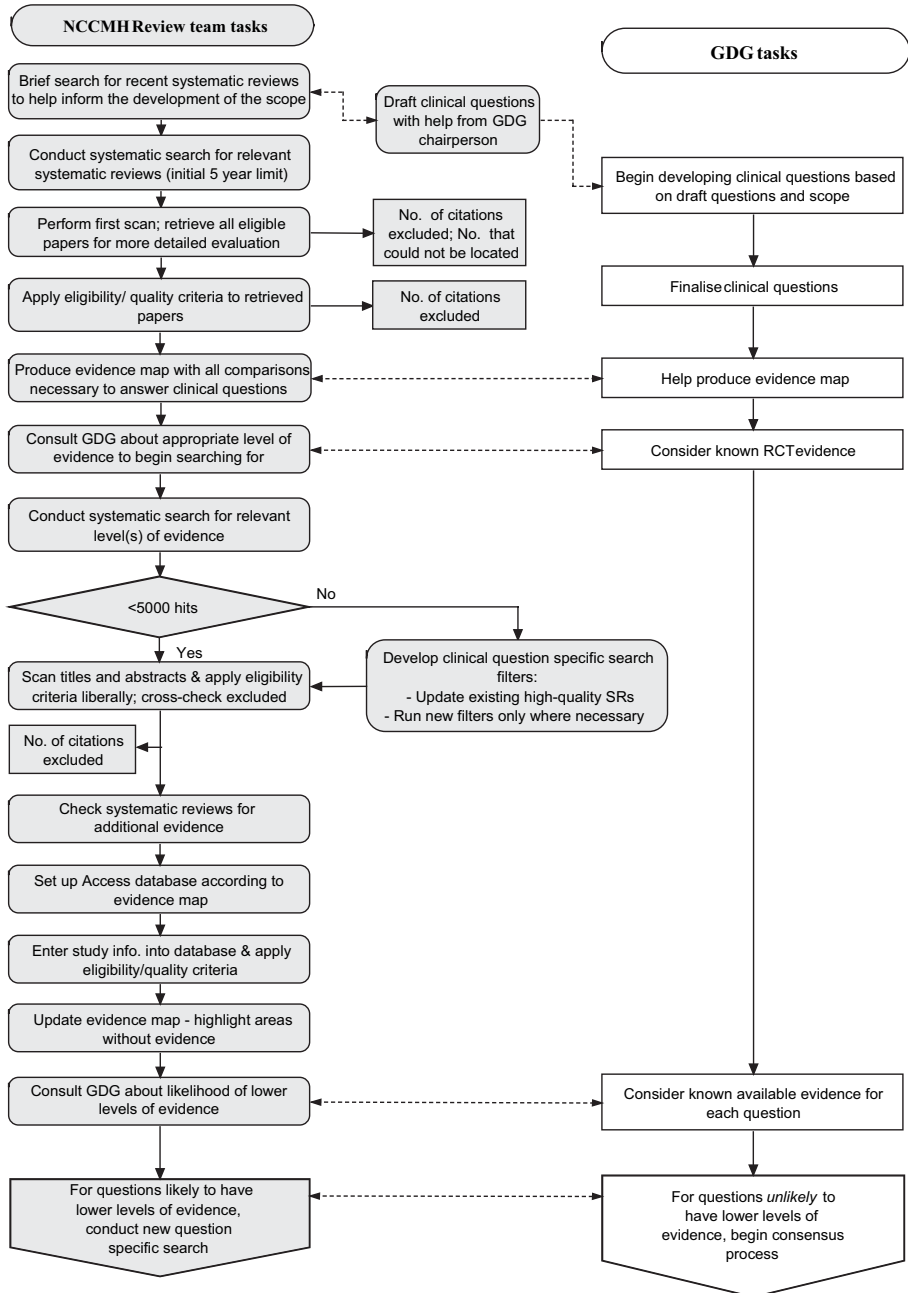 NCCMH Review team tasks
GDG tasks
Brief search for recent systematic reviews
to help inform the development of the scope
Draft clinical questions
with help from GDG
chairperson
Conduct systematic search for relevant
systematic reviews (initial 5 year limit)
Begin developing clinical questions based
on draft questions and scope
Perform first scan; retrieve all eligible
papers for more detailed evaluation
No. of citations
excluded; No. that
could not be located
Apply eligibility/ quality criteria to retrieved
papers
No. of citations
excluded
Finalise clinical questions
Produce evidence map with all comparisons
necessary to answer clinical questions
Help produce evidence map
Consult GDG about appropriate level of
evidence to begin searching for
Consider known RCT evidence
Conduct systematic search for relevant
level(s) of evidence
<5000 hits
No
Yes
Develop clinical question specific search
filters:
- Update existing high-quality SRs
- Run new filters only where necessary
Scan titles and abstracts & apply eligibility
criteria liberally; cross-check excluded
No. of citations
excluded
Check systematic reviews for
additional evidence
Set up Access database according to
evidence map
Enter study info. into database & apply
eligibility/quality criteria
Update evidence map - highlight areas
without evidence
Consult GDG about likelihood of lower
levels of evidence
Consider known available evidence for
each question
For questions likely to have
lower levels of evidence,
conduct new question
specific search
For questions unlikely to
have lower levels of
evidence, begin consensus
process